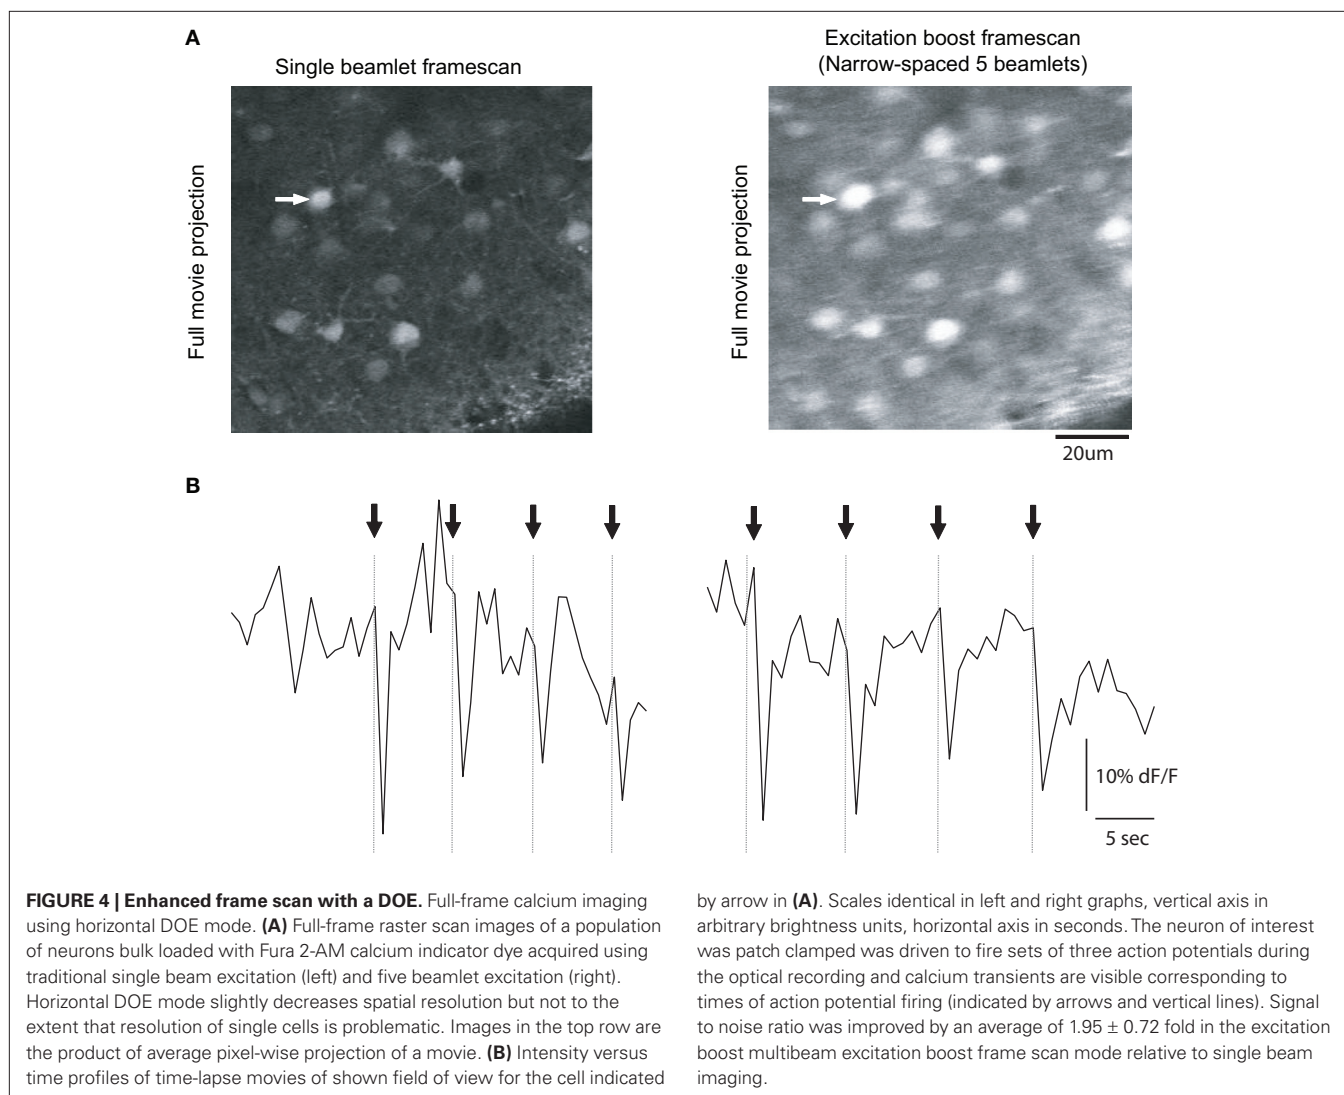 A
Single beamlet framescan
Excitation boost framescan
(Narrow-spaced 5 beamlets)
Full movie projection
Full movie projection
20um
B
10% dF/F
5 sec
FIGURE 4 | Enhanced frame scan with a DOE. Full-frame calcium imaging
using horizontal DOE mode. (A) Full-frame raster scan images of a population
of neurons bulk loaded with Fura 2-AM calcium indicator dye acquired using
traditional single beam excitation (left) and five beamlet excitation (right).
Horizontal DOE mode slightly decreases spatial resolution but not to the
extent that resolution of single cells is problematic. Images in the top row are
the product of average pixel-wise projection of a movie. (B) Intensity versus
time profiles of time-lapse movies of shown field of view for the cell indicated
by arrow in (A). Scales identical in left and right graphs, vertical axis in
arbitrary brightness units, horizontal axis in seconds. The neuron of interest
was patch clamped was driven to fire sets of three action potentials during
the optical recording and calcium transients are visible corresponding to
times of action potential firing (indicated by arrows and vertical lines). Signal
to noise ratio was improved by an average of 1.95 ± 0.72 fold in the excitation
boost multibeam excitation boost frame scan mode relative to single beam
imaging.